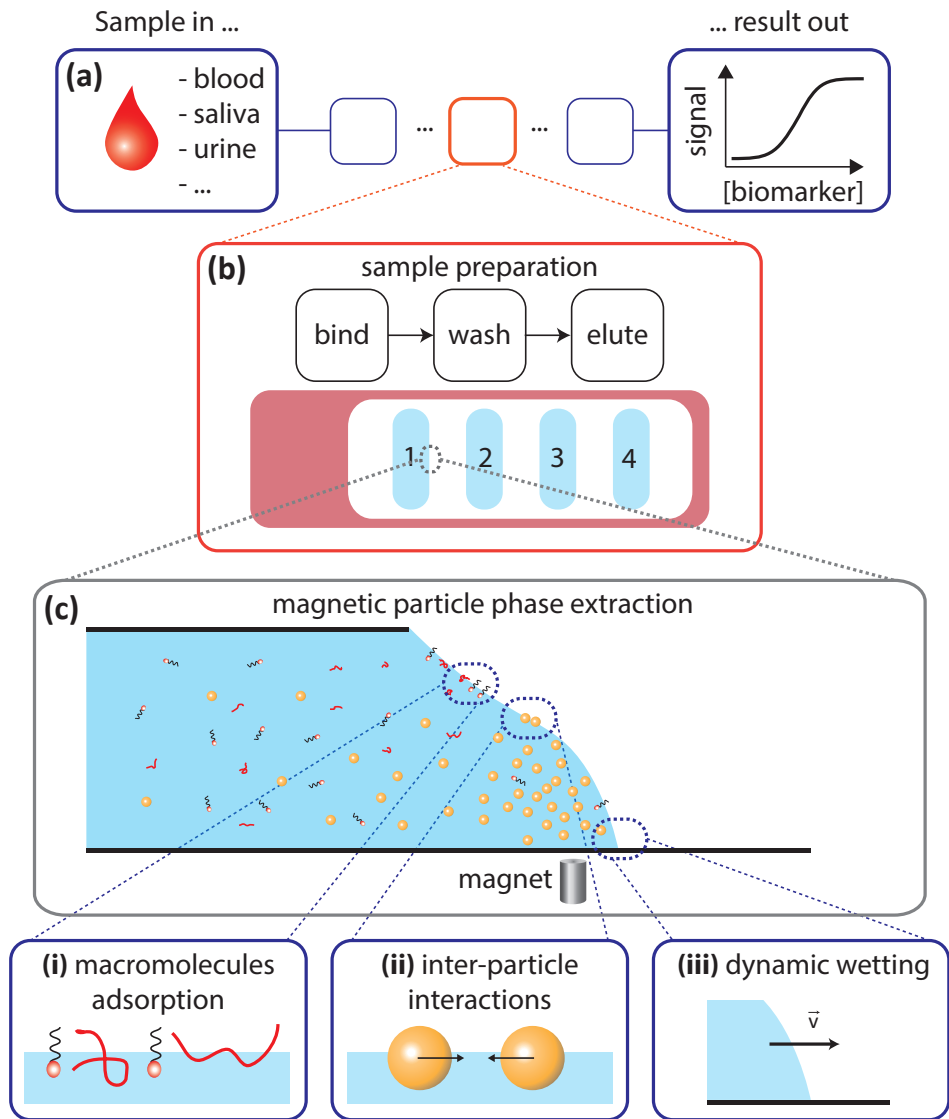 Sample in ...
... result out
(a)
- blood
- saliva
- urine
- ...
...
...
signal
[biomarker]
(b)
sample preparation
bind
wash
elute
1
2
3
4
(c)
magnetic particle phase extraction
magnet
(i) macromolecules
adsorption
(ii) inter-particle
interactions
(iii) dynamic wetting
v